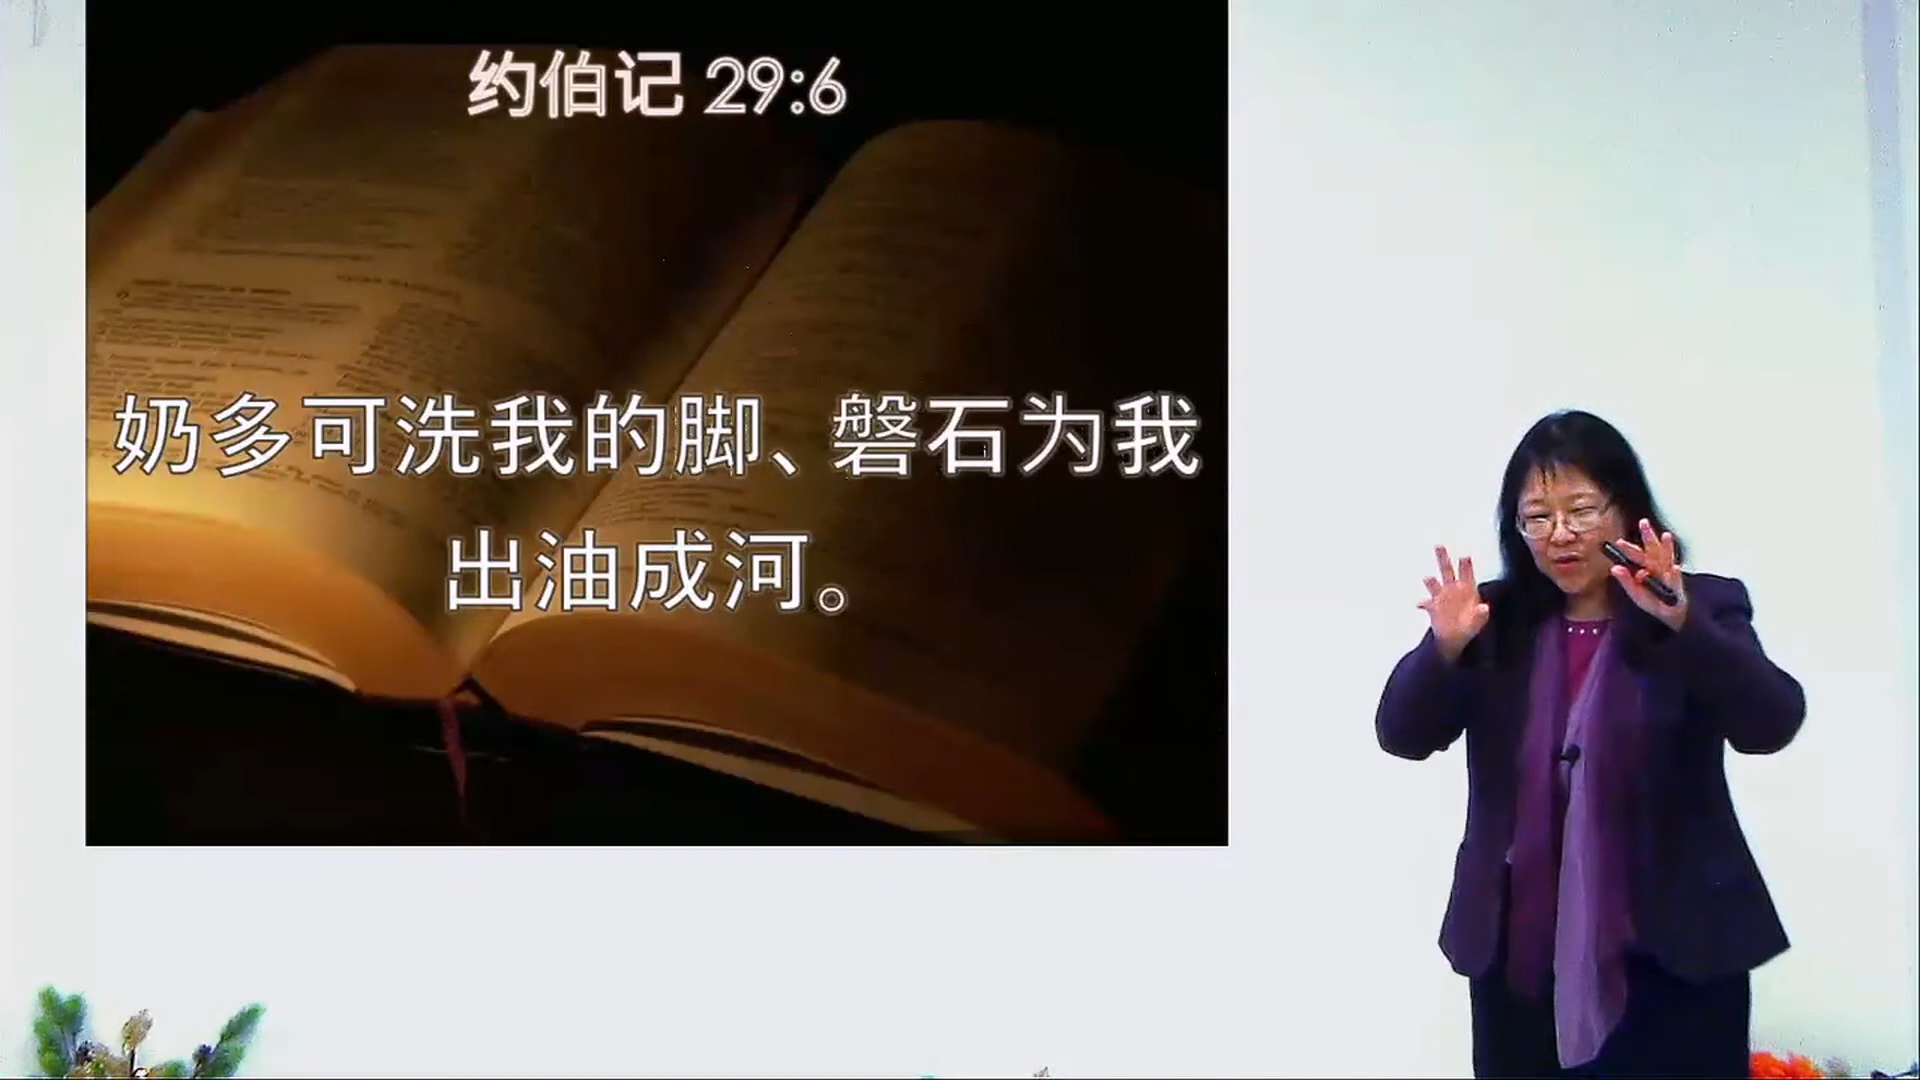 约伯记 29:6
奶多可洗我的脚、磐石为我
出油成河。